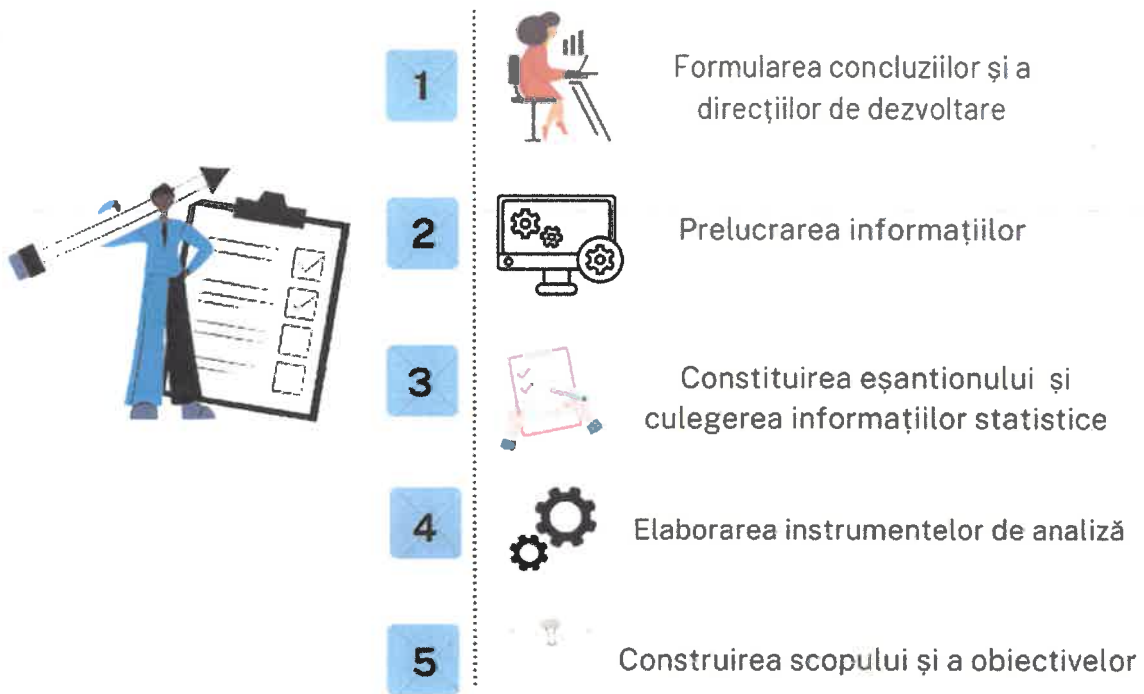 1
Formularea concluziilor și a
direcțiilor de dezvoltare
2
Prelucrarea informațiilor
3
Constituirea eșantionului și
culegerea informațiilor statistice
4
Elaborarea instrumentelor de analiză
5
Construirea scopului și a obiectivelor